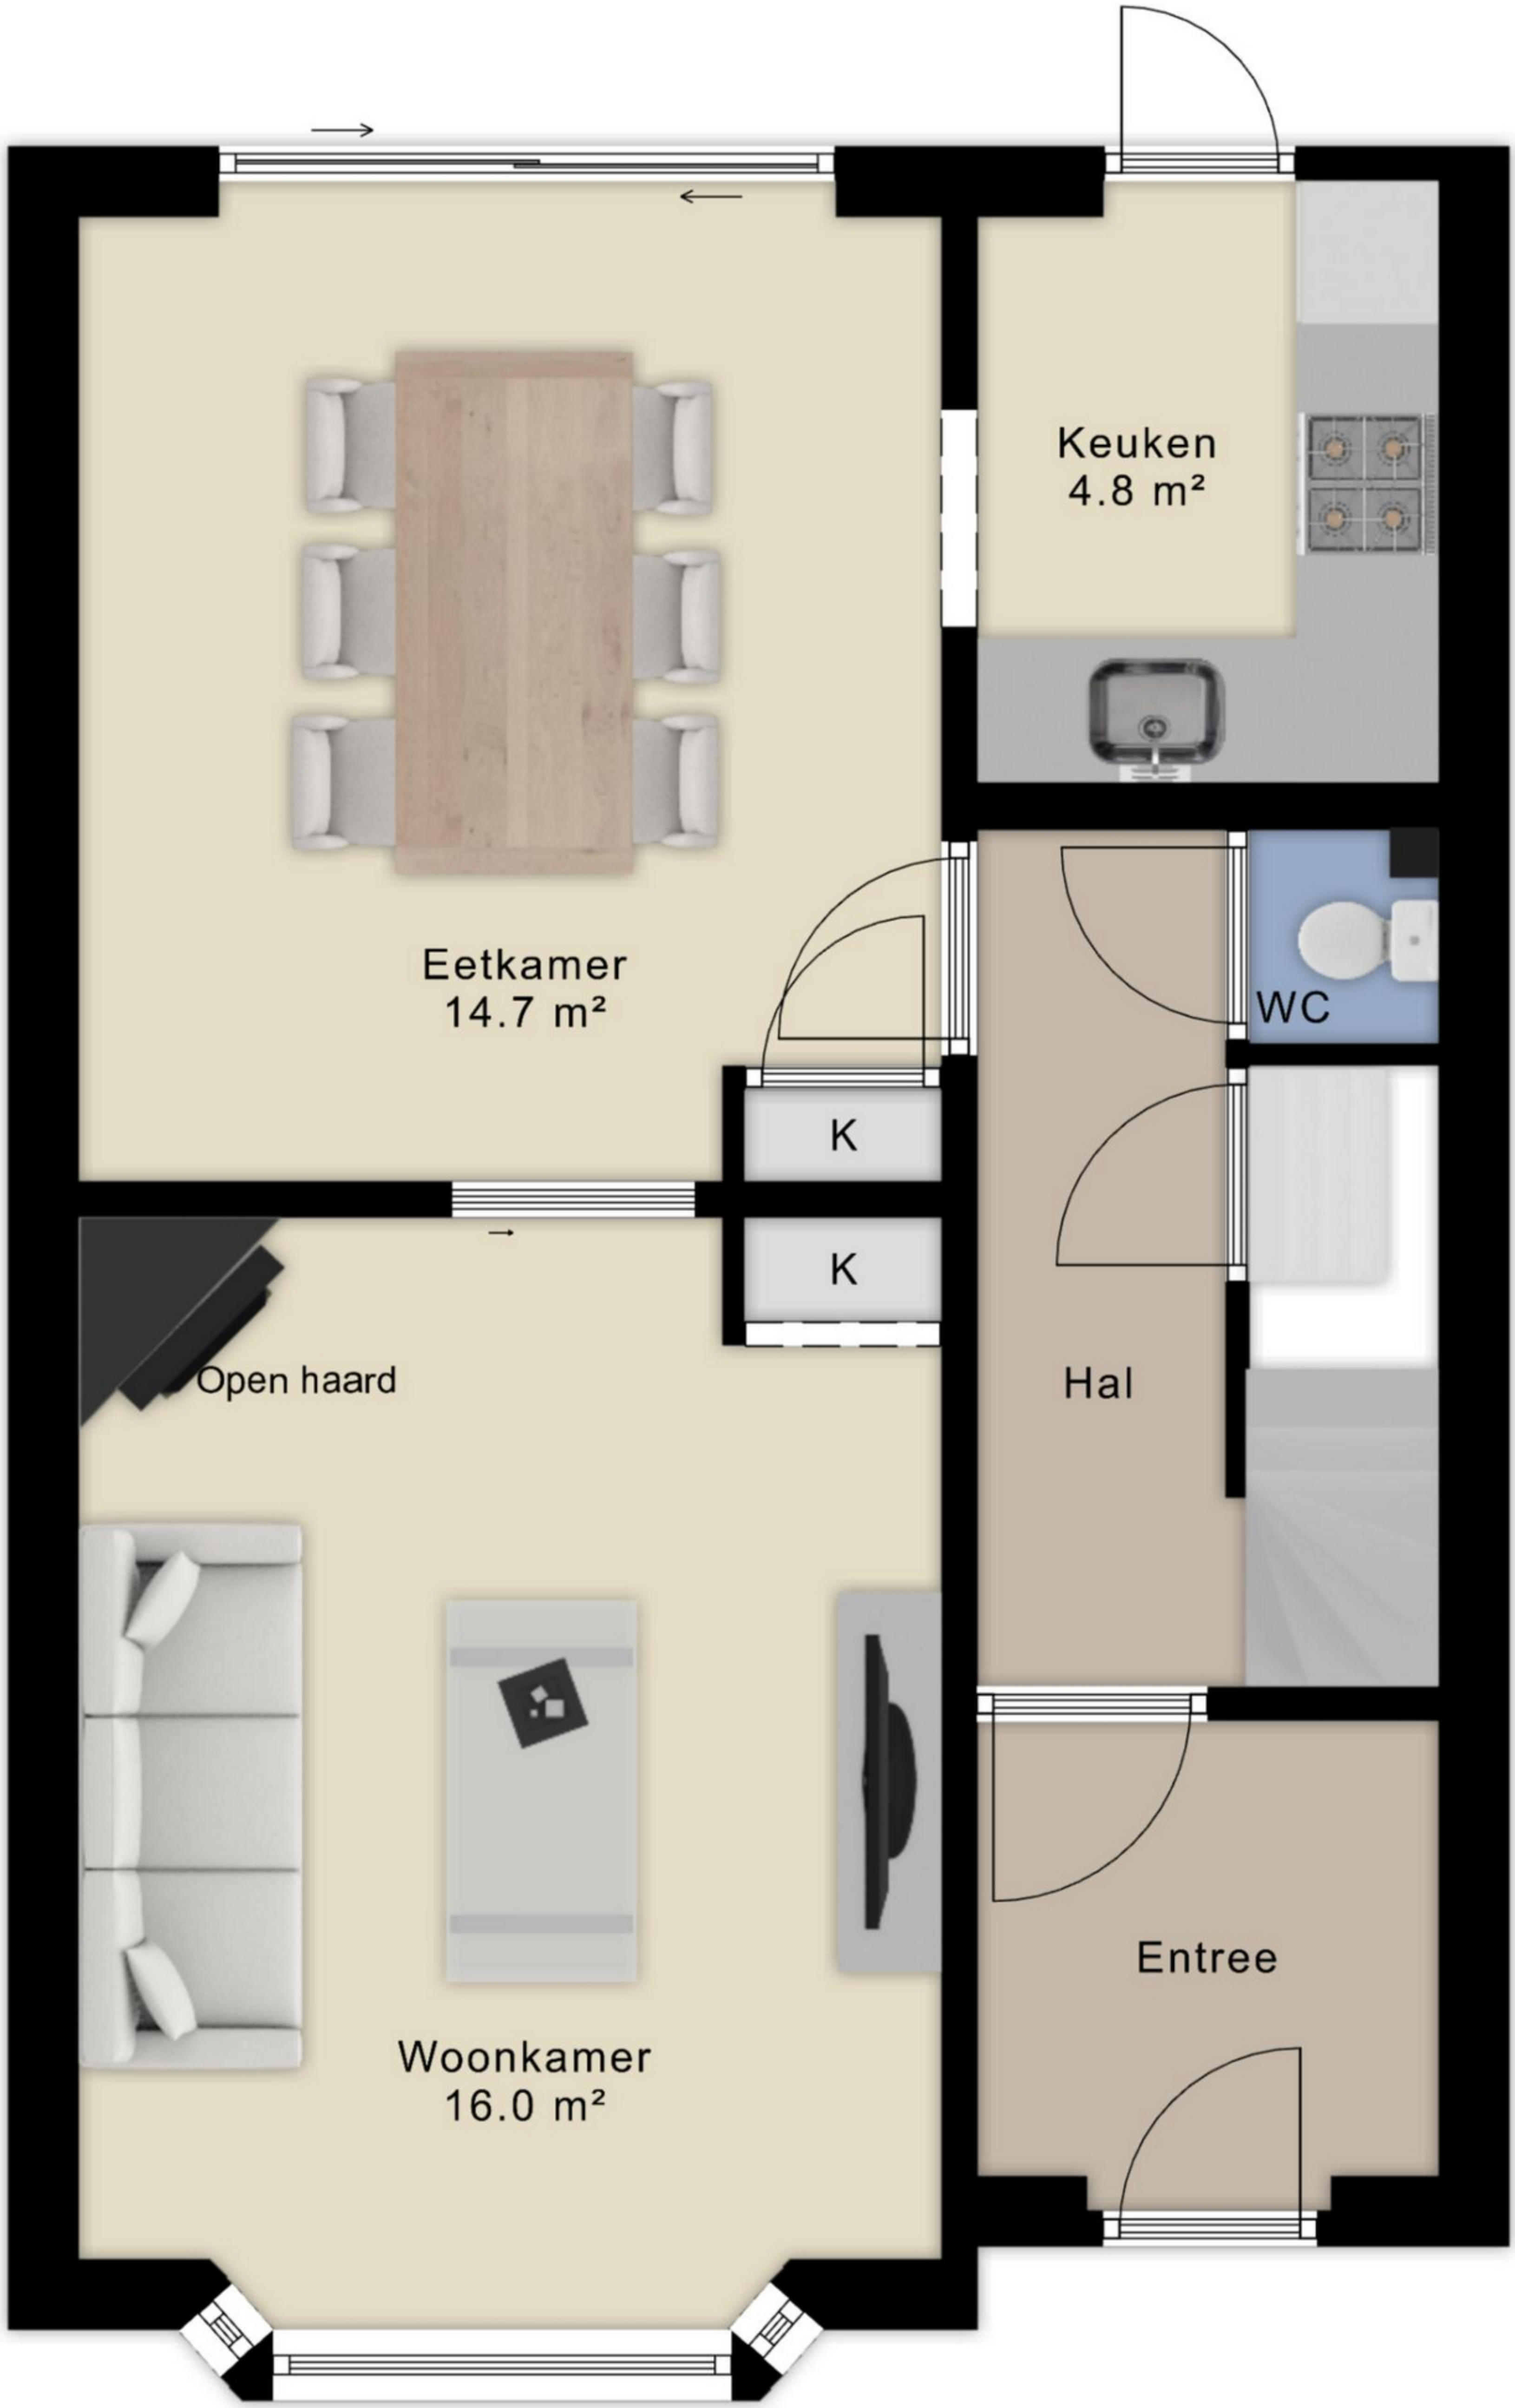 Keuken
4.8 m²
Eetkamer
14.7 m²
WC
K
K
Open haard
Hal
Entree
Woonkamer
16.0 m²